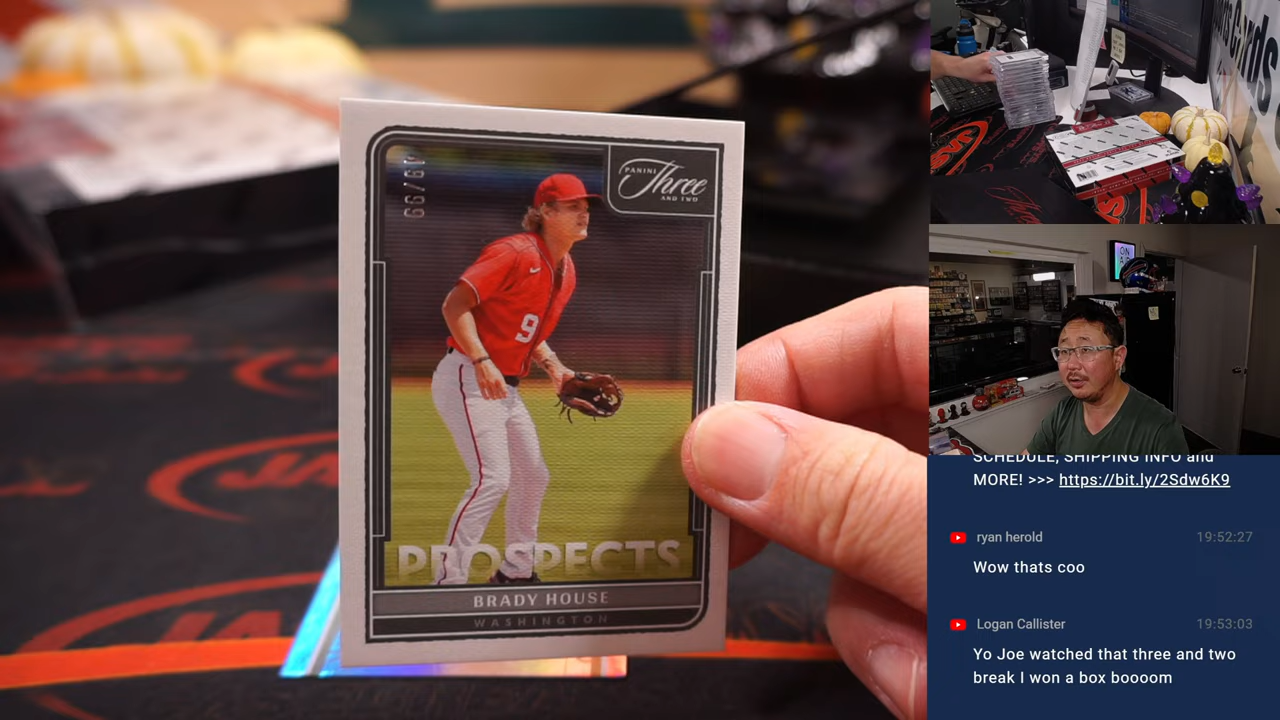 PANINI
Three
AND TWO
9
PROSPECTS
BRADY HOUSE
WASHINGTON
ON
SCHEDULE, SHIPPING INFO and
MORE! >>> https://bit.ly/2Sdw6K9
ryan herold 19:52:27
Wow thats coo
Logan Callister 19:53:03
Yo Joe watched that three and two
break I won a box boooom